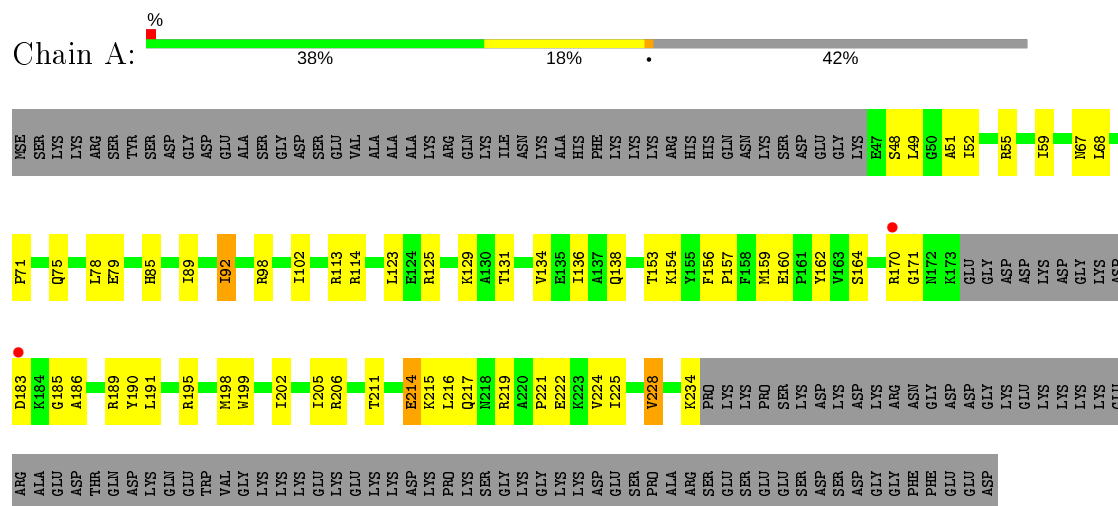 %
Chain A: 38% 18% 42%
MSE SER LYS LYS ARG SER TYR SER ASP GLY ASP GLU ALA SER GLY ASP SER GLU VAL ALA ALA ALA LYS ARG GLN LYS ILE ASN LYS ALA HIS PHE LYS LYS LYS LYS ARG HIS HIS GLN ASN LYS SER ASP GLU GLY LYS E47 S48 L49 G50 A51 I52 R55 I59 N67 L68
P71 Q75 L78 E79 H85 I89 I92 R98 I102 R113 R114 L123 E124 R125 K129 A130 T131 V134 E135 I136 A137 Q138 T153 K154 Y155 F156 P157 F158 M159 E160 P161 Y162 V163 S164 R170 G171 N172 K173 GLU GLY ASP ASP LYS ASP GLY LYS ASP
D183 K184 G185 A186 R189 Y190 L191 R195 M198 W199 I202 I205 R206 T211 E214 K215 L216 Q217 N218 R219 A220 P221 E222 K223 V224 I225 V228 K234 PRO LYS LYS PRO SER LYS ASP LYS SER LYS ARG ASN GLY ASP ASP GLY LYS GLU LYS LYS LYS LYS GLU
ARG ALA GLU ASP THR GLN ASP LYS GLN GLU TRP VAL GLY LYS LYS LYS GLU LYS GLU LYS LYS ASP LYS PRO LYS SER GLY LYS GLY LYS LYS ASP GLU SER PRO ALA ARG SER GLU SER GLU GLU SER ASP SER ASP GLY GLY PHE PHE GLU GLU ASP